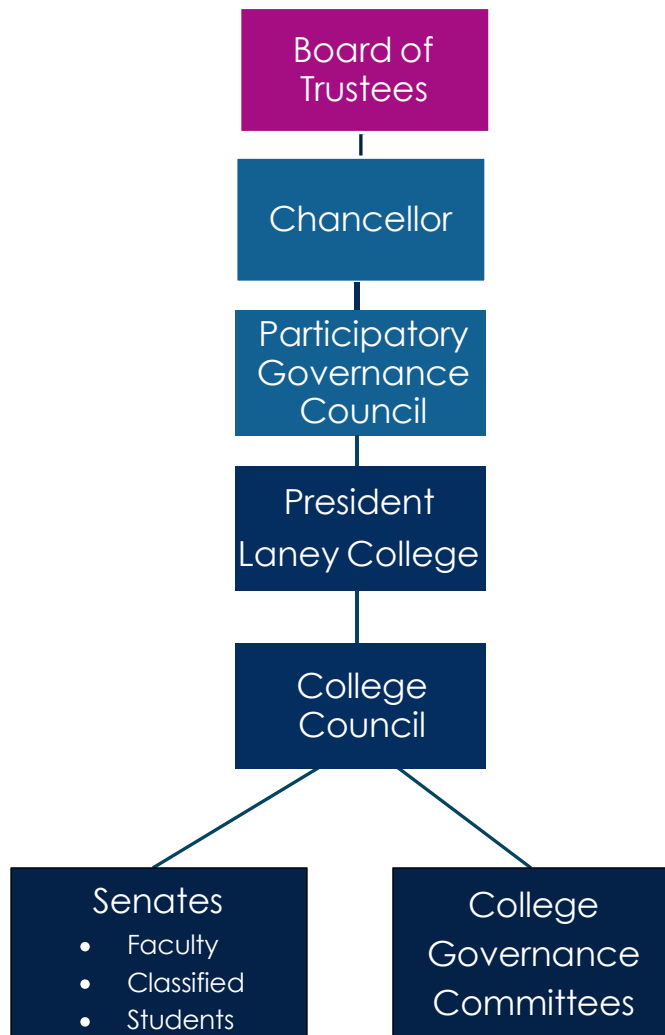 Board of
Trustees
Chancellor
Participatory
Governance
Council
President
Laney College
College
Council
Senates
• Faculty
• Classified
• Students
College
Governance
Committees